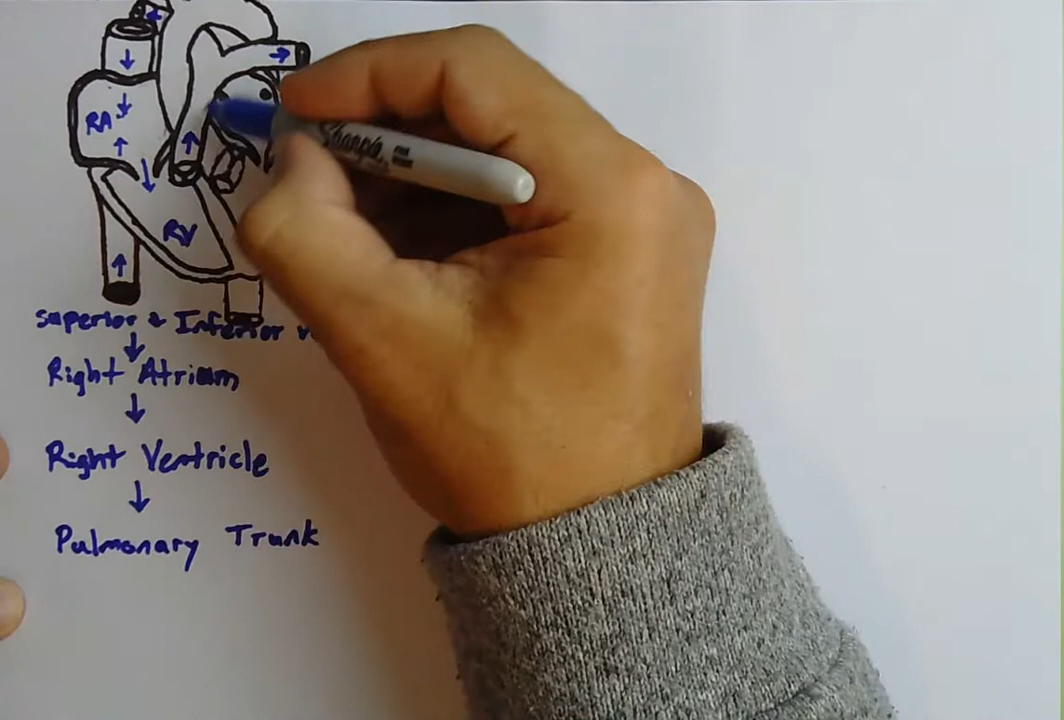 RA
RV
Sharpie
Superior & Inferior
Right Atrium
Right Ventricle
Pulmonary Trunk